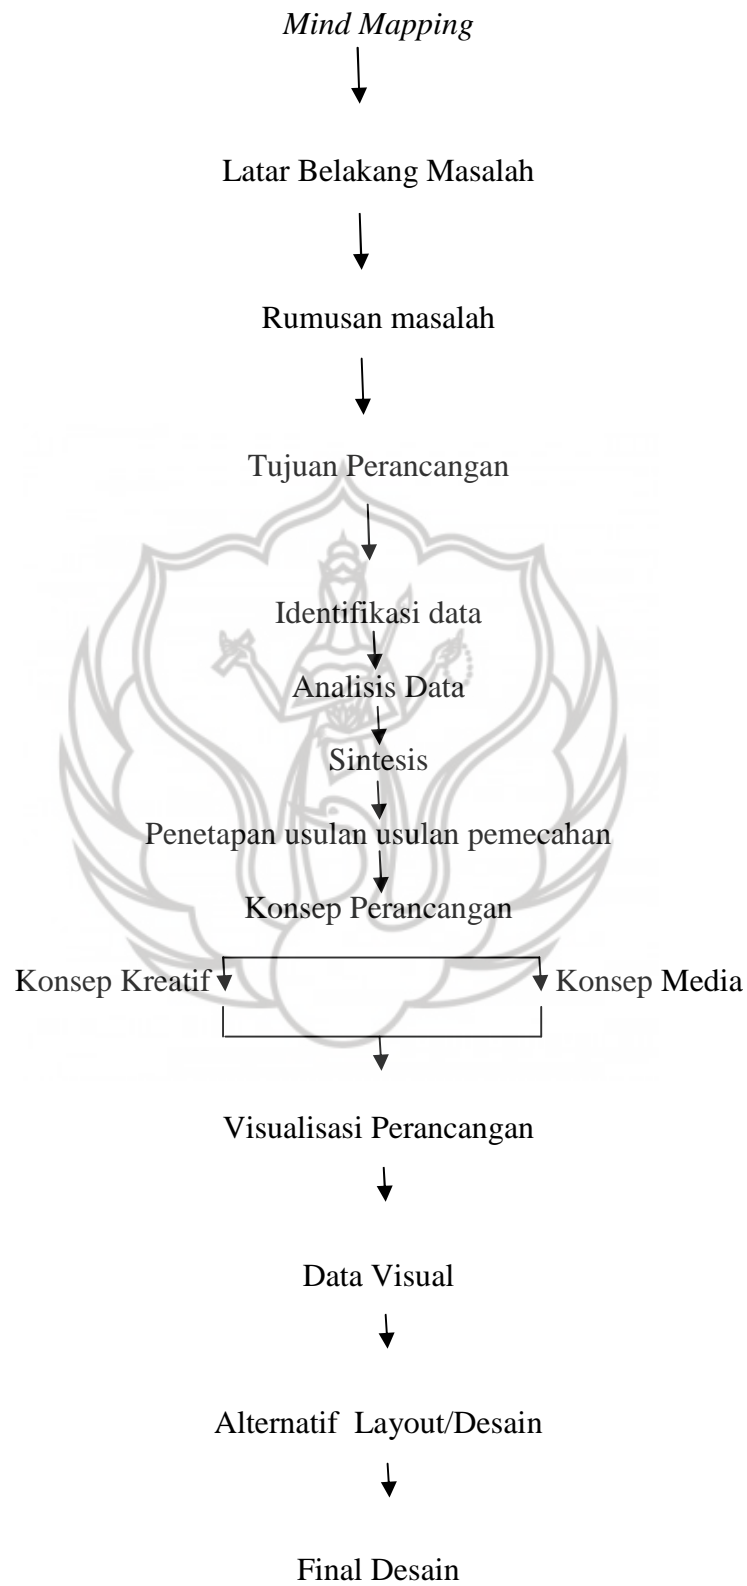 Mind Mapping
Latar Belakang Masalah
Rumusan masalah
Tujuan Perancangan
Identifikasi data
Analisis Data
Sintesis
Penetapan usulan usulan pemecahan
Konsep Perancangan
Konsep Kreatif Konsep Media
Visualisasi Perancangan
Data Visual
Alternatif  Layout/Desain
Final Desain